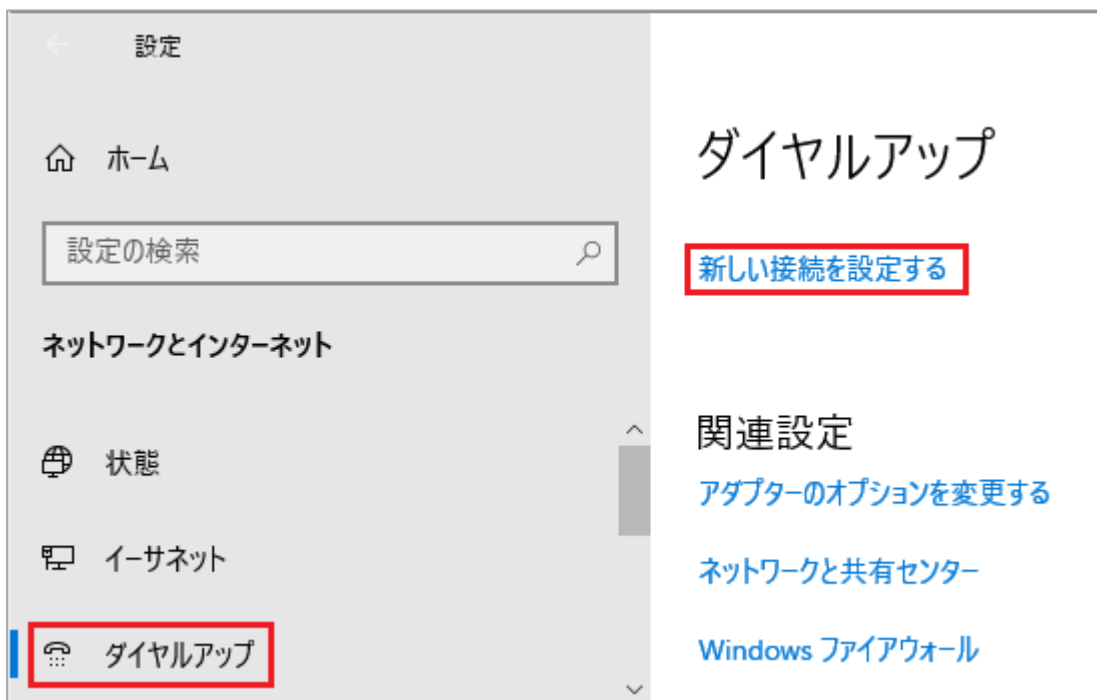 設定
ホーム
設定の検索
ネットワークとインターネット
状態
イーサネット
ダイヤルアップ
ダイヤルアップ
新しい接続を設定する
関連設定
アダプターのオプションを変更する
ネットワークと共有センター
Windows ファイアウォール